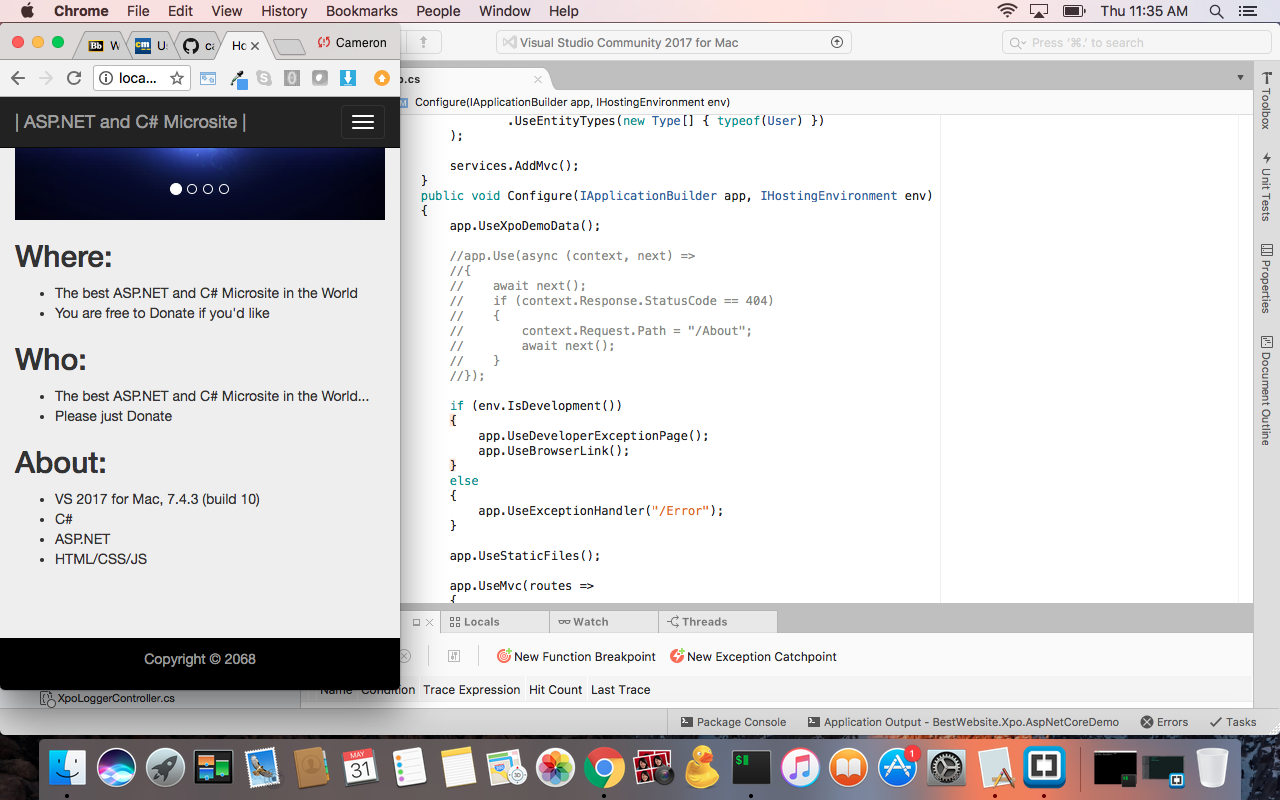 Chrome File Edit View History Bookmarks People Window Help Thu 11:35 AM
Bb W cm U ca Ho Cameron
loca...
| ASP.NET and C# Microsite |
Where:
• The best ASP.NET and C# Microsite in the World
• You are free to Donate if you'd like
Who:
• The best ASP.NET and C# Microsite in the World...
• Please just Donate
About:
• VS 2017 for Mac, 7.4.3 (build 10)
• C#
• ASP.NET
• HTML/CSS/JS
Copyright © 2068
XpoLoggerController.cs
Visual Studio Community 2017 for Mac
Press '⌘.' to search
p.cs
M Configure(IApplicationBuilder app, IHostingEnvironment env)
.UseEntityTypes(new Type[] { typeof(User) })
);
services.AddMvc();
}
public void Configure(IApplicationBuilder app, IHostingEnvironment env)
{
app.UseXpoDemoData();
//app.Use(async (context, next) =>
//{
// await next();
// if (context.Response.StatusCode == 404)
// {
// context.Request.Path = "/About";
// await next();
// }
//});
if (env.IsDevelopment())
{
app.UseDeveloperExceptionPage();
app.UseBrowserLink();
}
else
{
app.UseExceptionHandler("/Error");
}
app.UseStaticFiles();
app.UseMvc(routes =>
{
Toolbox
Unit Tests
Properties
Document Outline
Locals Watch Threads
New Function Breakpoint New Exception Catchpoint
Name Condition Trace Expression Hit Count Last Trace
Package Console Application Output - BestWebsite.Xpo.AspNetCoreDemo Errors Tasks
MAY
31
1